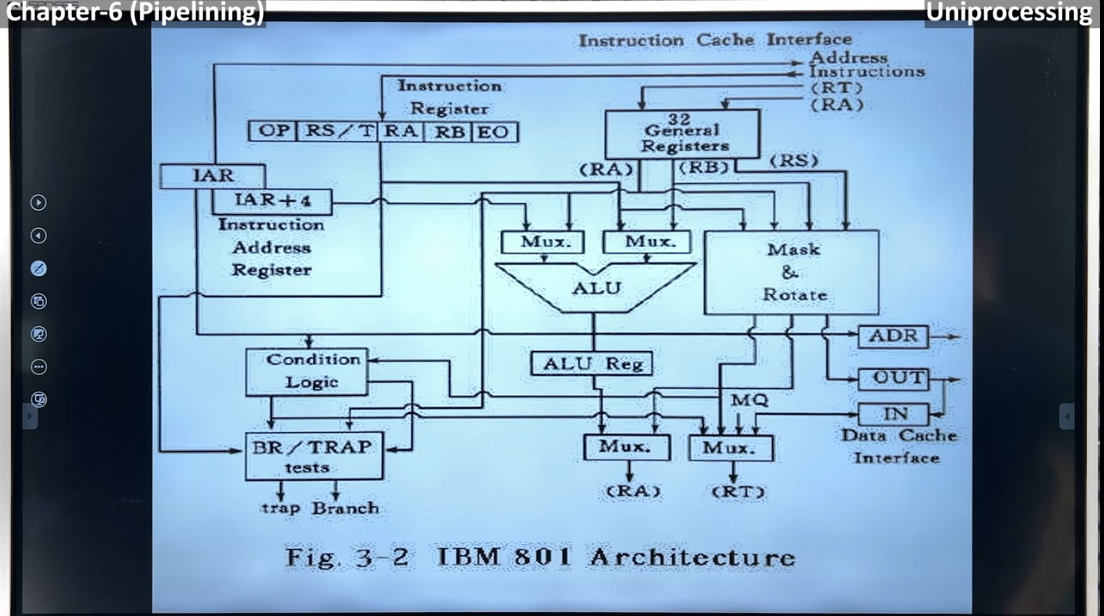 Chapter-6 (Pipelining)
Uniprocessing
Instruction Cache Interface
Address
Instructions
(RT)
(RA)
Instruction
Register
OP RS/T RA RB EO
32
General
Registers
(RA) (RB) (RS)
IAR
IAR+4
Instruction
Address
Register
Mux. Mux.
ALU
Mask
&
Rotate
ADR
Condition
Logic
ALU Reg
OUT
MQ
IN
Data Cache
Interface
BR/TRAP
tests
Mux. Mux.
(RA) (RT)
trap Branch
Fig. 3-2 IBM 801 Architecture